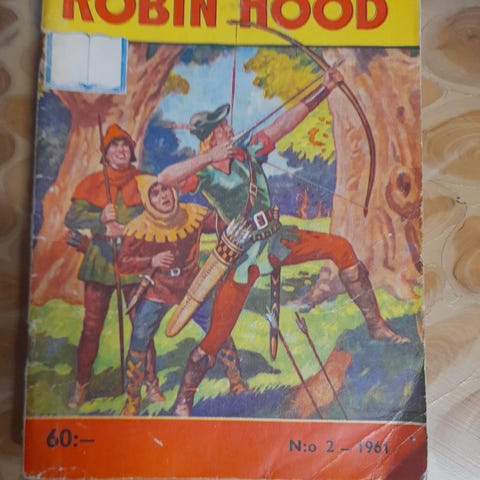 ROBIN HOOD
60:—
N:o 2 – 1961